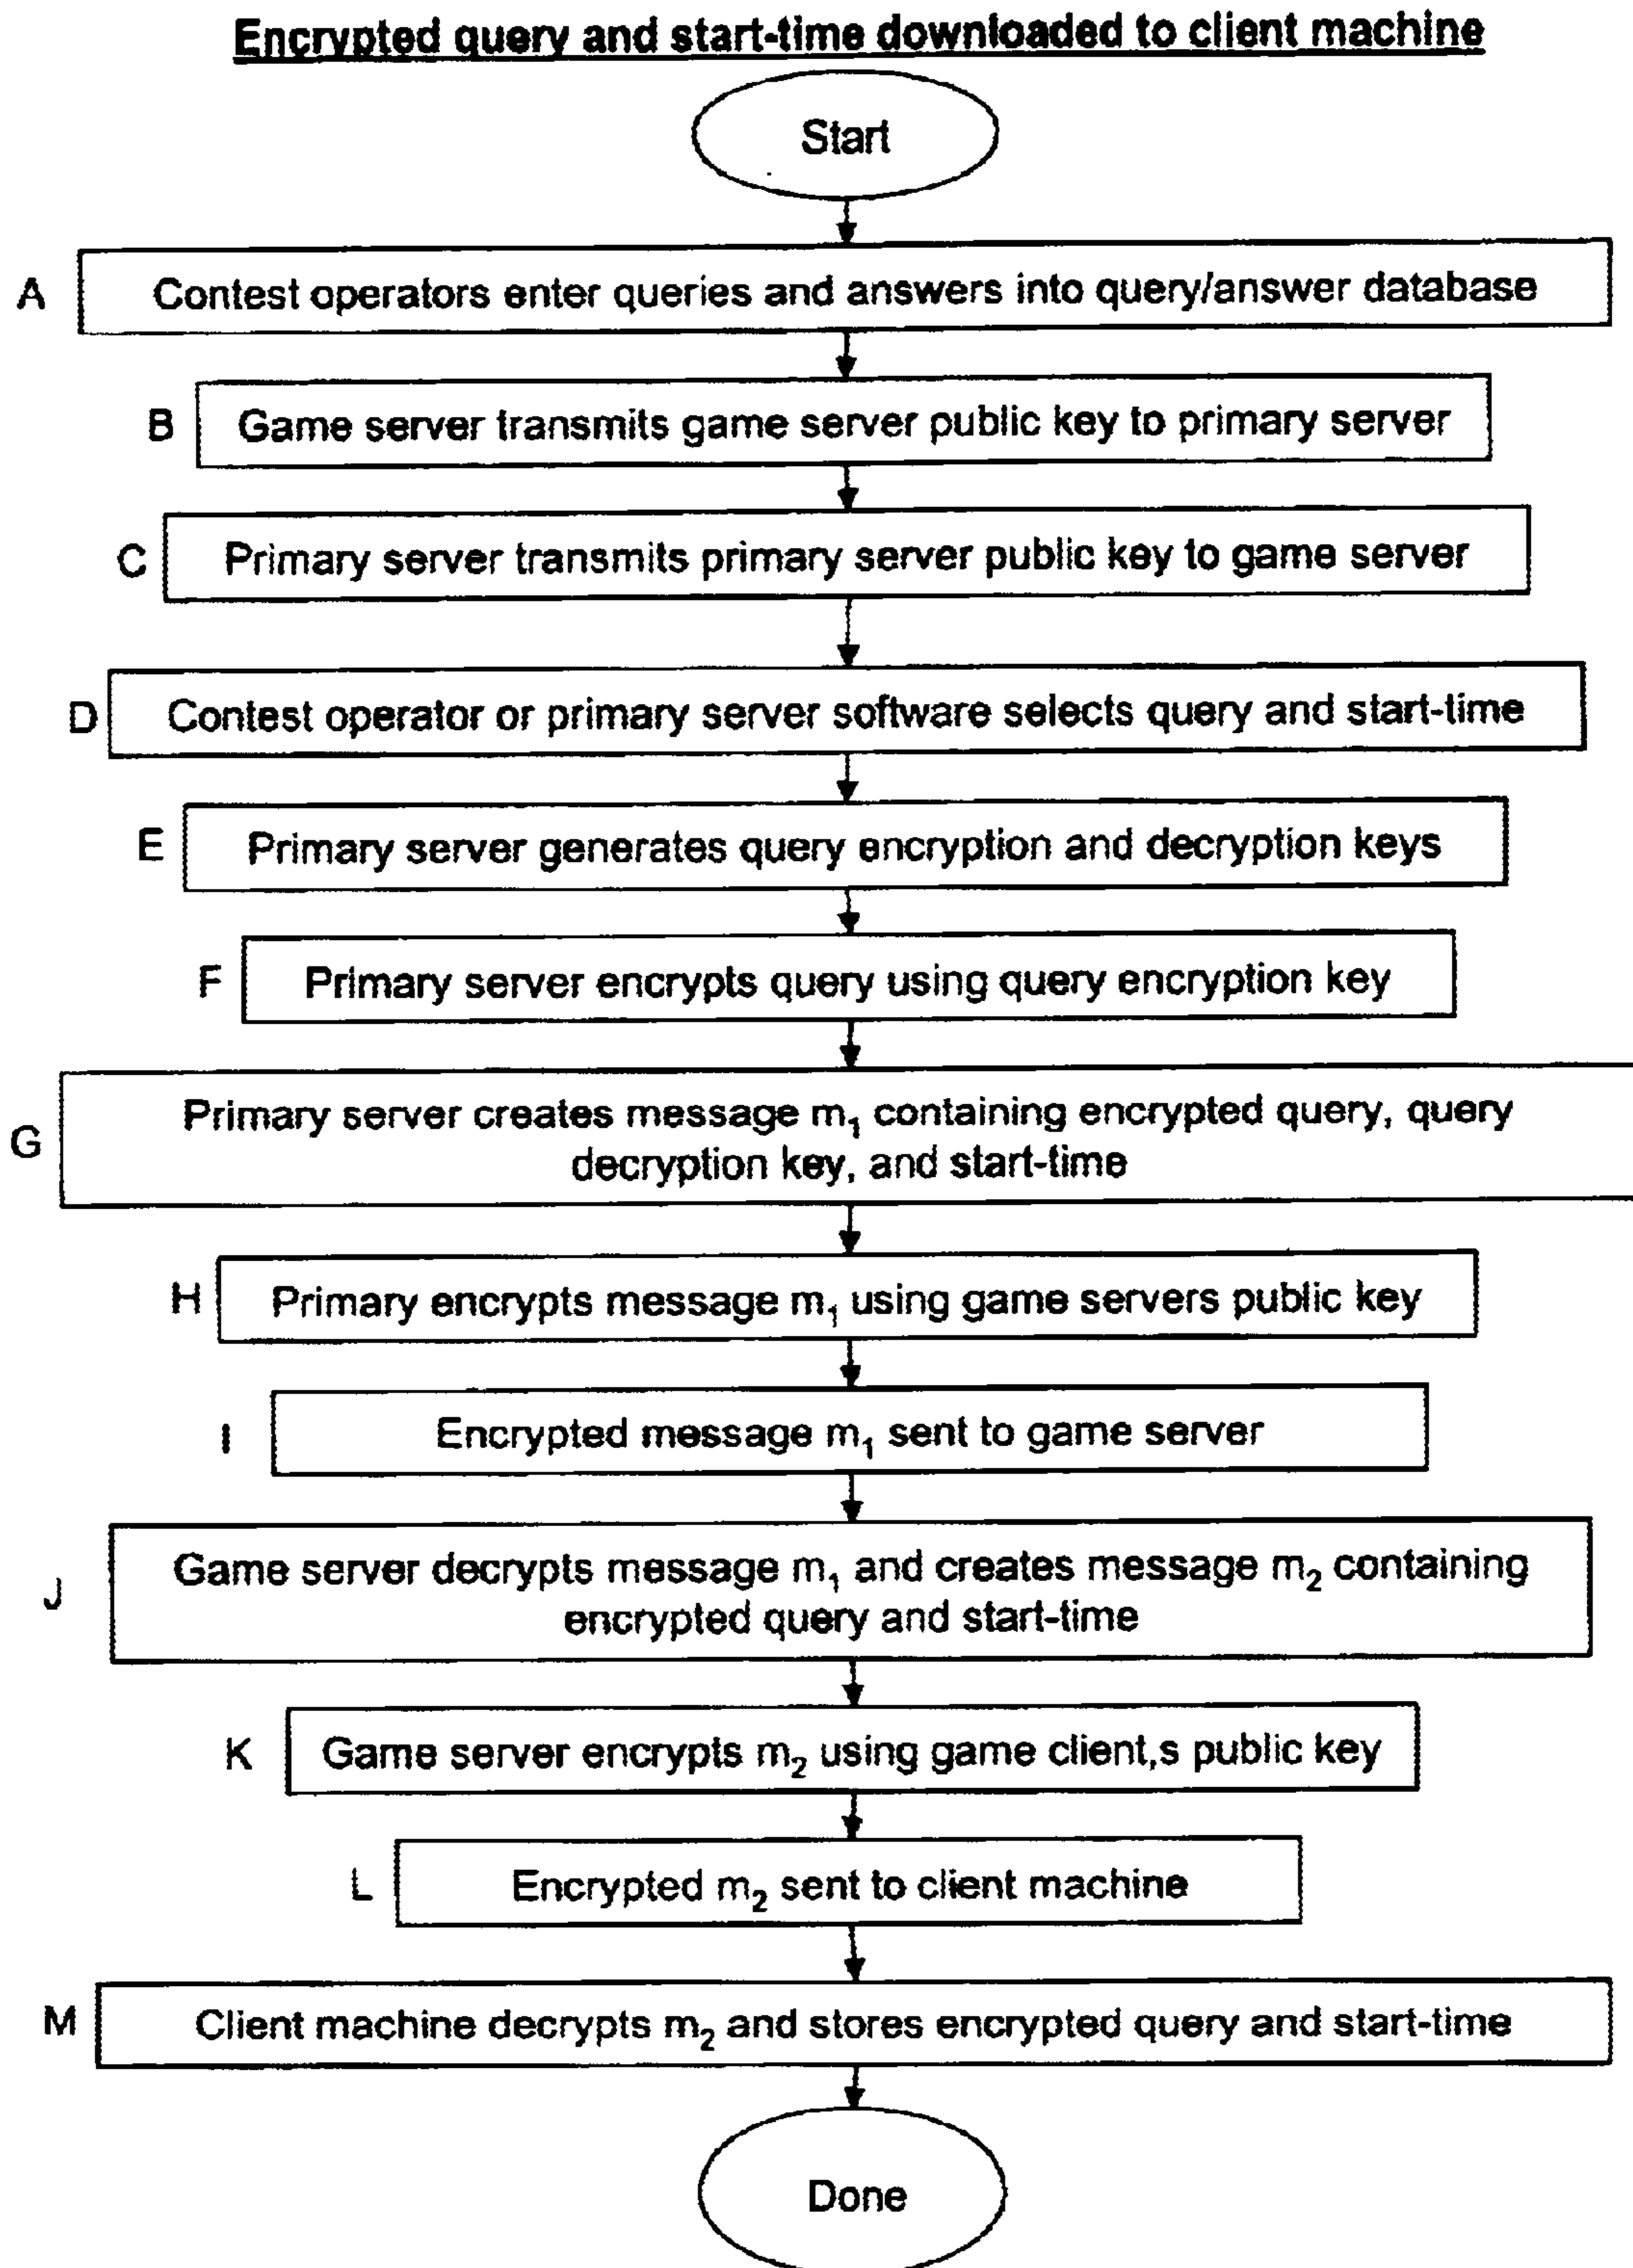 Encrypted query and start-time downloaded to client machine
Start
A
Contest operators enter queries and answers into query/answer database
B
Game server transmits game server public key to primary server
C
Primary server transmits primary server public key to game server
D
Contest operator or primary server software selects query and start-time
E
Primary server generates query encryption and decryption keys
F
Primary server encrypts query using query encryption key
G
Primary server creates message m₁ containing encrypted query, query
decryption key, and start-time
H
Primary encrypts message m₁ using game servers public key
I
Encrypted message m₁ sent to game server
J
Game server decrypts message m₁ and creates message m₂ containing
encrypted query and start-time
K
Game server encrypts m₂ using game client,s public key
L
Encrypted m₂ sent to client machine
M
Client machine decrypts m₂ and stores encrypted query and start-time
Done